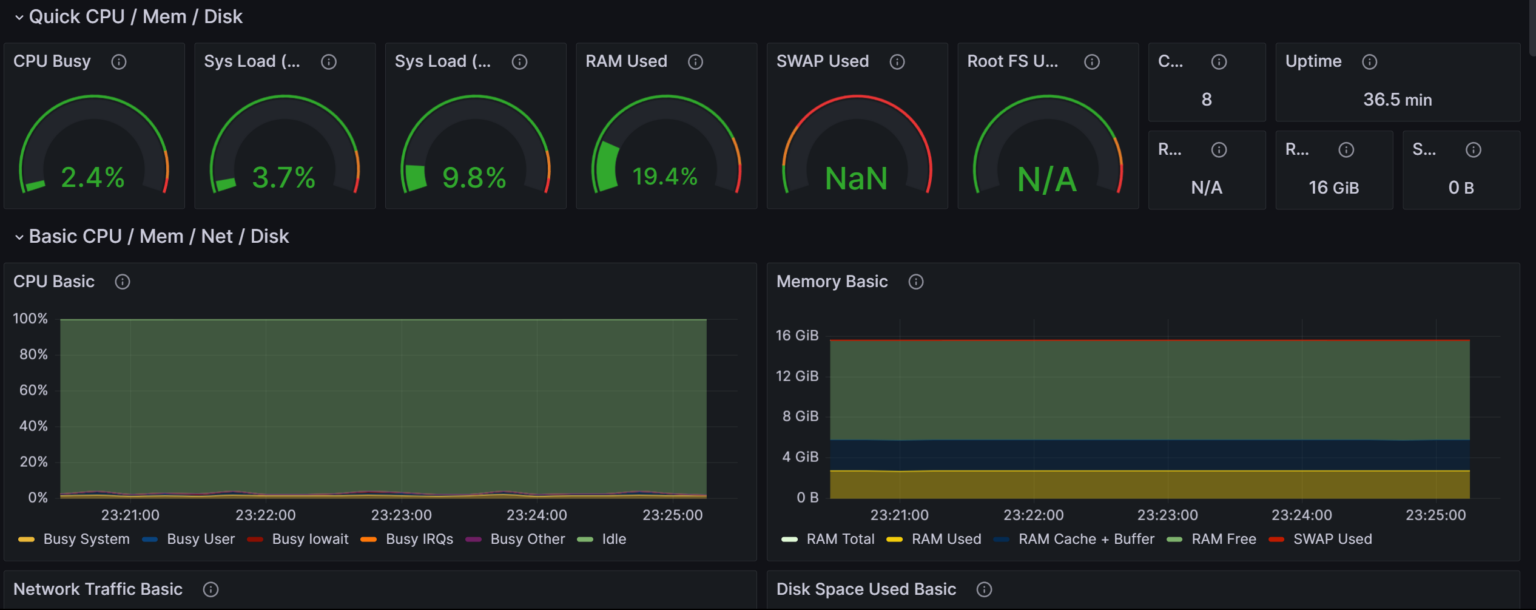 Quick CPU / Mem / Disk
CPU Busy
2.4%
Sys Load (...
3.7%
Sys Load (...
9.8%
RAM Used
19.4%
SWAP Used
NaN
Root FS U...
N/A
C...
8
Uptime
36.5 min
R...
N/A
R...
16 GiB
S...
0 B
Basic CPU / Mem / Net / Disk
CPU Basic
100%
80%
60%
40%
20%
0%
23:21:00 23:22:00 23:23:00 23:24:00 23:25:00
Busy System Busy User Busy Iowait Busy IRQs Busy Other Idle
Memory Basic
16 GiB
12 GiB
8 GiB
4 GiB
0 B
23:21:00 23:22:00 23:23:00 23:24:00 23:25:00
RAM Total RAM Used RAM Cache + Buffer RAM Free SWAP Used
Network Traffic Basic
Disk Space Used Basic